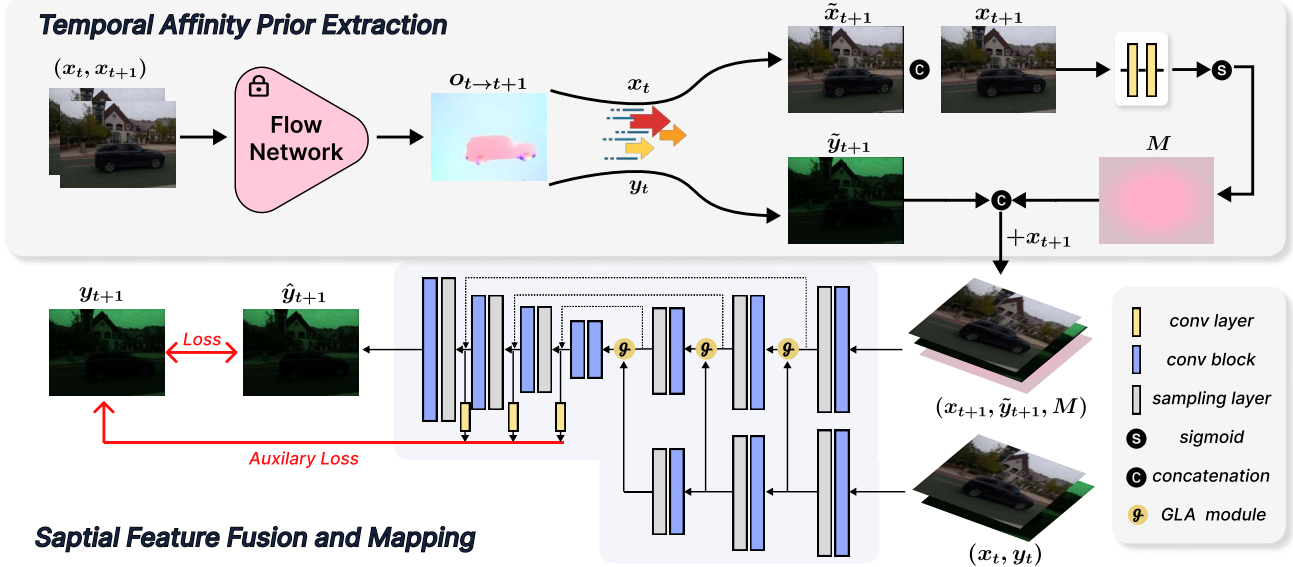 Temporal Affinity Prior Extraction
(x_t, x_{t+1})
Flow
Network
o_{t→t+1}
x_t
y_t
x̃_{t+1}
C
x_{t+1}
S
ỹ_{t+1}
C
M
+x_{t+1}
y_{t+1}
ŷ_{t+1}
Loss
Auxilary Loss
g
g
g
(x_{t+1}, ỹ_{t+1}, M)
(x_t, y_t)
conv layer
conv block
sampling layer
S sigmoid
C concatenation
g GLA module
Saptial Feature Fusion and Mapping